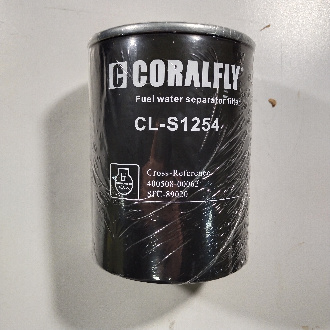 CORALFLY
Fuel water separator filter
CL-S1254
Cross-Reference
400508-00062
SFC-89020